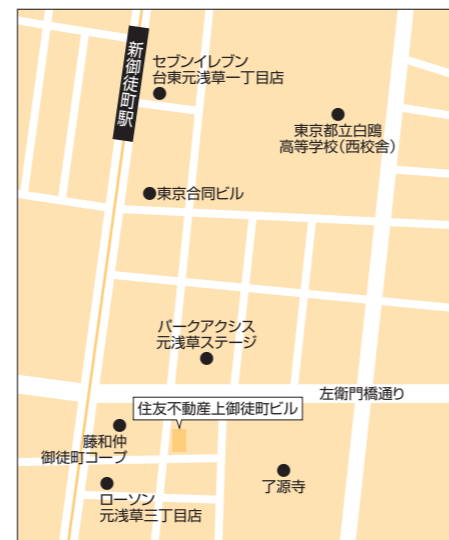 新御徒町駅
セブンイレブン
台東元浅草一丁目店
東京都立白鷗
高等学校(西校舎)
東京合同ビル
パークアクシス
元浅草ステージ
左衛門橋通り
住友不動産上御徒町ビル
藤和仲
御徒町コープ
了源寺
ローソン
元浅草三丁目店